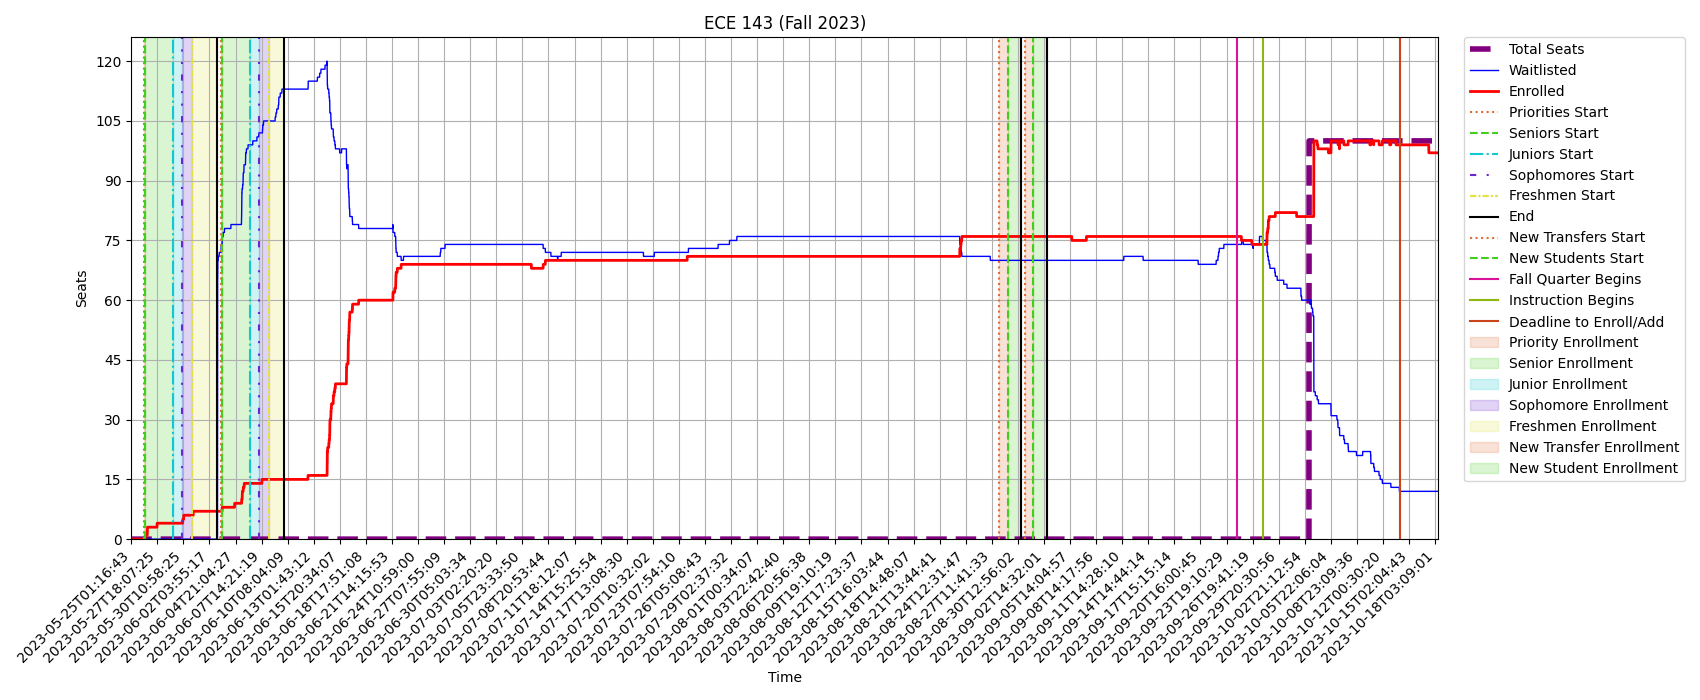 ECE 143 (Fall 2023)
Seats
120
105
90
75
60
45
30
15
0
2023-05-25T01:16:43
2023-05-27T18:07:25
2023-05-30T10:58:25
2023-06-02T03:55:17
2023-06-04T21:04:27
2023-06-07T14:21:19
2023-06-10T08:04:09
2023-06-13T01:43:12
2023-06-15T20:34:07
2023-06-18T17:51:08
2023-06-21T14:15:53
2023-06-24T11:59:00
2023-06-27T07:55:09
2023-06-30T05:03:34
2023-07-03T02:20:20
2023-07-05T23:33:50
2023-07-08T20:53:44
2023-07-11T18:12:07
2023-07-14T15:25:54
2023-07-17T13:08:30
2023-07-20T10:32:02
2023-07-23T07:54:10
2023-07-26T05:08:43
2023-07-29T02:37:32
2023-08-01T00:34:07
2023-08-03T22:42:40
2023-08-06T20:56:38
2023-08-09T19:10:19
2023-08-12T17:23:37
2023-08-15T16:03:44
2023-08-18T14:48:07
2023-08-21T13:44:41
2023-08-24T12:31:47
2023-08-27T11:41:33
2023-08-30T12:56:02
2023-09-02T14:32:01
2023-09-05T14:04:57
2023-09-08T14:17:56
2023-09-11T14:28:10
2023-09-14T14:44:14
2023-09-17T15:15:14
2023-09-20T16:00:45
2023-09-23T19:10:29
2023-09-26T19:41:19
2023-09-29T20:30:56
2023-10-02T21:12:54
2023-10-05T22:06:04
2023-10-08T23:09:36
2023-10-12T00:30:20
2023-10-15T02:04:43
2023-10-18T03:09:01
Time
Total Seats
Waitlisted
Enrolled
Priorities Start
Seniors Start
Juniors Start
Sophomores Start
Freshmen Start
End
New Transfers Start
New Students Start
Fall Quarter Begins
Instruction Begins
Deadline to Enroll/Add
Priority Enrollment
Senior Enrollment
Junior Enrollment
Sophomore Enrollment
Freshmen Enrollment
New Transfer Enrollment
New Student Enrollment